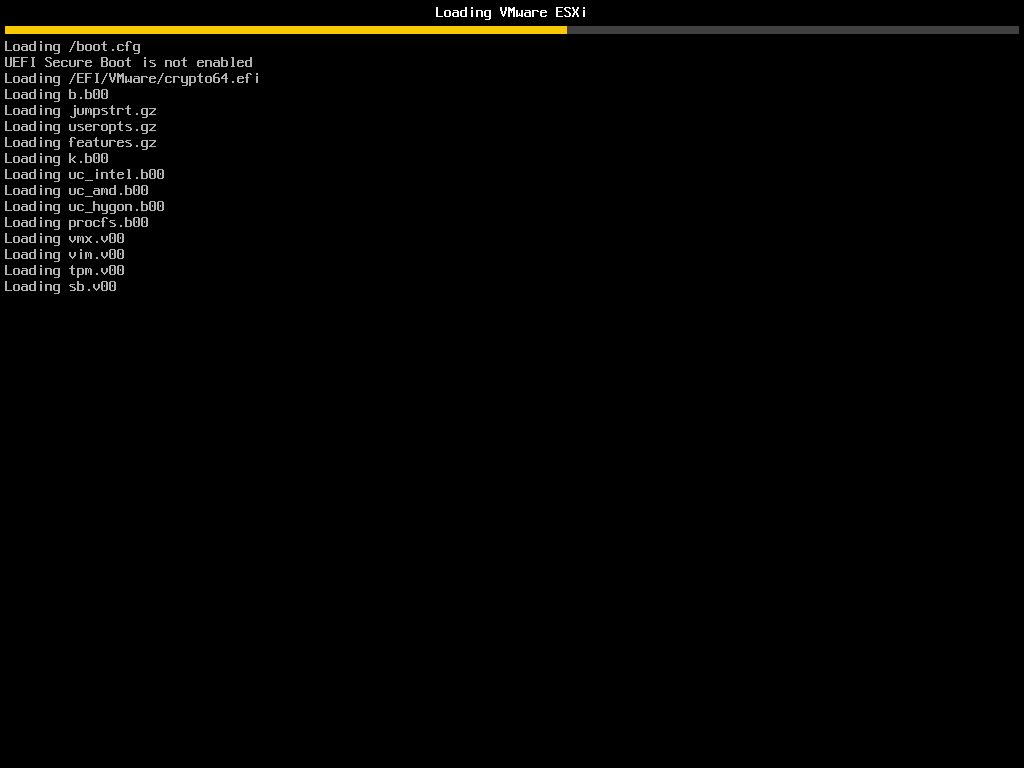 Loading VMware ESXi
Loading /boot.cfg
UEFI Secure Boot is not enabled
Loading /EFI/VMware/crypto64.efi
Loading b.b00
Loading jumpstrt.gz
Loading useropts.gz
Loading features.gz
Loading k.b00
Loading uc_intel.b00
Loading uc_amd.b00
Loading uc_hygon.b00
Loading procfs.b00
Loading vmx.v00
Loading vim.v00
Loading tpm.v00
Loading sb.v00